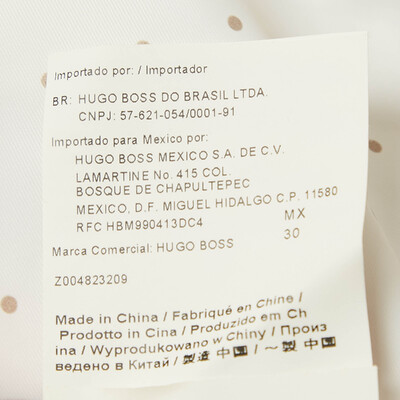 Importado por: / Importador
BR: HUGO BOSS DO BRASIL LTDA.
CNPJ: 57-621-054/0001-91
Importado para Mexico por:
HUGO BOSS MEXICO S.A. DE C.V.
LAMARTINE No. 415 COL.
BOSQUE DE CHAPULTEPEC
MEXICO, D.F. MIGUEL HIDALGO C.P. 11580
RFC HBM990413DC4 MX
Marca Comercial: HUGO BOSS 30
Z004823209
Made in China / Fabriqué en Chine /
Prodotto in Cina / Produzido em Ch
ina / Wyprodukowano w Chiny / Произ
ведено в Китай / 製造 中国 / ~ 製 中国